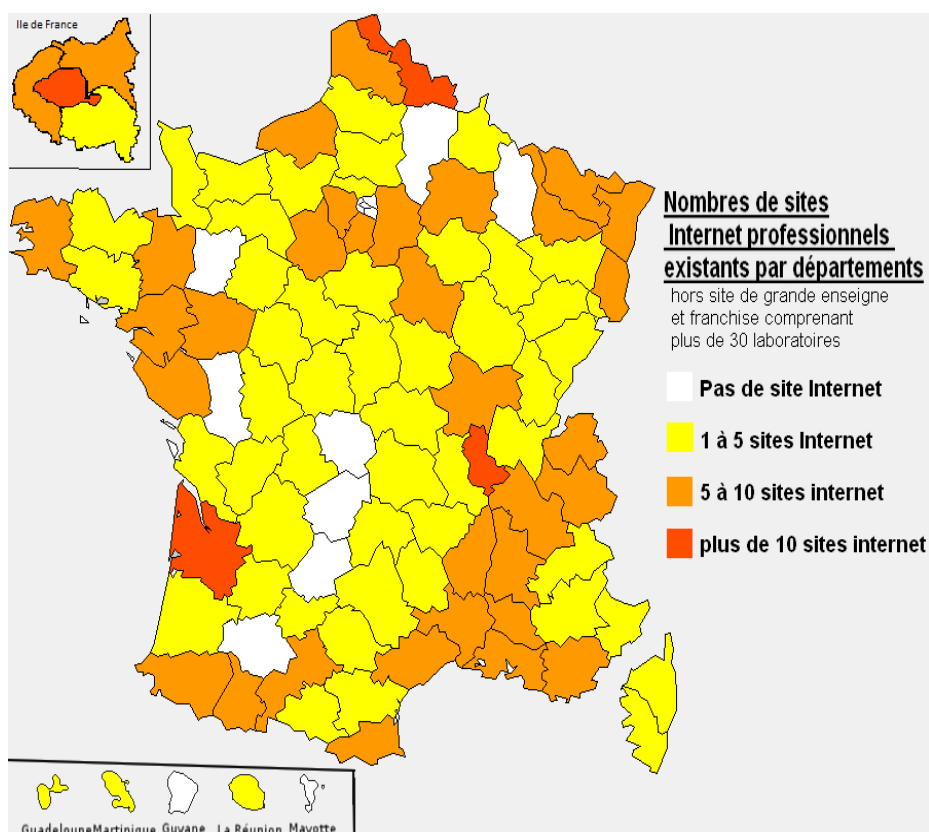 Ile de France
Nombres de sites
Internet professionnels
existants par départements
hors site de grande enseigne
et franchise comprenant
plus de 30 laboratoires
Pas de site Internet
1 à 5 sites Internet
5 à 10 sites internet
plus de 10 sites internet
Guadeloupe Martinique Guyane La Réunion Mayotte